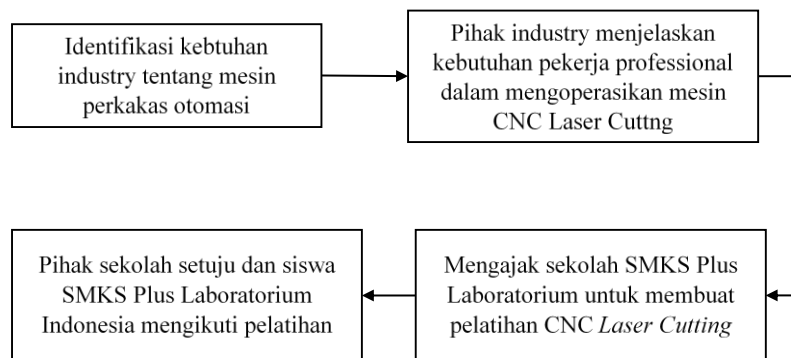 Identifikasi kebtuhan
industry tentang mesin
perkakas otomasi
Pihak industry menjelaskan
kebutuhan pekerja professional
dalam mengoperasikan mesin
CNC Laser Cuttng
Mengajak sekolah SMKS Plus
Laboratorium untuk membuat
pelatihan CNC Laser Cutting
Pihak sekolah setuju dan siswa
SMKS Plus Laboratorium
Indonesia mengikuti pelatihan